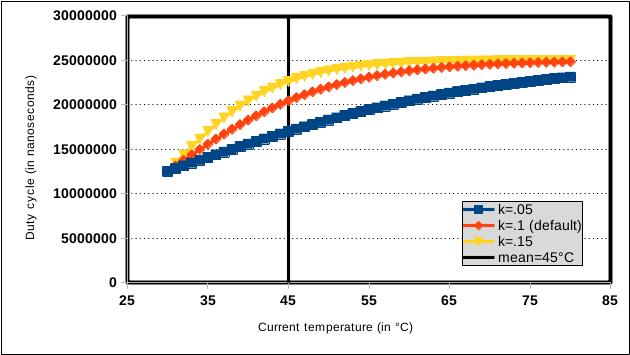 30000000
25000000
20000000
15000000
10000000
5000000
0
Duty cycle (in nanoseconds)
k=.05
k=.1 (default)
k=.15
mean=45°C
25 35 45 55 65 75 85
Current temperature (in °C)